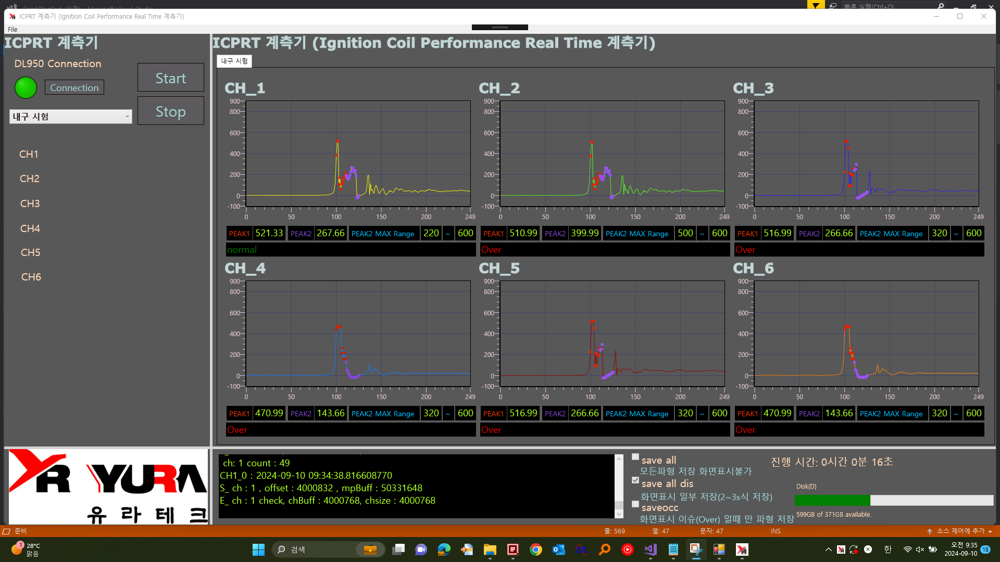 ICPRT 계측기 (Ignition Coil Performance Real Time 계측기)
빠른 실행(Ctrl+Q)
File
ICPRT 계측기
ICPRT 계측기 (Ignition Coil Performance Real Time 계측기)
DL950 Connection
Connection
Start
Stop
내구 시험
CH1
CH2
CH3
CH4
CH5
CH6
내구 시험
CH_1
900
800
600
400
200
0
-100
0 50 100 150 200 249
PEAK1 521.33 PEAK2 267.66 PEAK2 MAX Range 220 ~ 600
normal
CH_2
900
800
600
400
200
0
-100
0 50 100 150 200 249
PEAK1 510.99 PEAK2 399.99 PEAK2 MAX Range 500 ~ 600
Over
CH_3
900
800
600
400
200
0
-100
0 50 100 150 200 249
PEAK1 516.99 PEAK2 266.66 PEAK2 MAX Range 320 ~ 600
Over
CH_4
900
800
600
400
200
0
-100
0 50 100 150 200 249
PEAK1 470.99 PEAK2 143.66 PEAK2 MAX Range 320 ~ 600
Over
CH_5
900
800
600
400
200
0
-100
0 50 100 150 200 249
PEAK1 516.99 PEAK2 266.66 PEAK2 MAX Range 320 ~ 600
Over
CH_6
900
800
600
400
200
0
-100
0 50 100 150 200 249
PEAK1 470.99 PEAK2 143.66 PEAK2 MAX Range 320 ~ 600
Over
YURA
유라테크
ch: 1 count : 49
CH1_0 : 2024-09-10 09:34:38.816608770
S_ ch : 1 , offset : 4000832 , mpBuff : 50331648
E_ ch : 1 check, chBuff : 4000768, chsize : 4000768
save all
모든파형 저장 화면표시불가
save all dis
화면표시 일부 저장(2~3s식 저장)
saveocc
화면표시 이슈(Over) 일때 만 파형 저장
진행 시간: 0시간 0분 16초
Disk(D)
599GB of 371GB available.
준비
줄: 569
열: 47
문자: 47
INS
소스 제어에 추가
1
28°C
맑음
검색
한
오전 9:35
2024-09-10
18